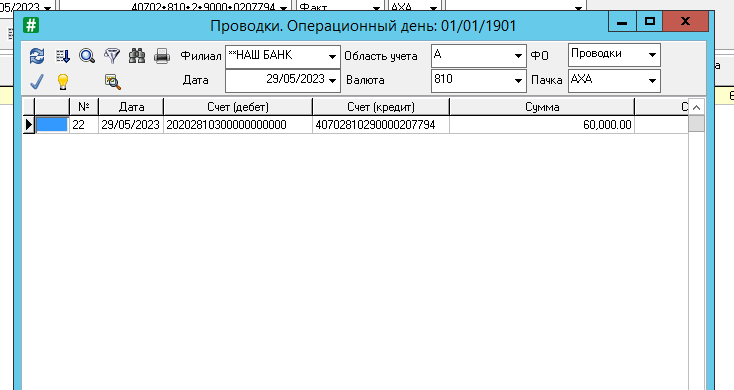 05/2023 40702+810+2+9000+0207794 Факт АХА
Проводки. Операционный день: 01/01/1901
Филиал **НАШ БАНК Область учета А ФО Проводки
Дата 29/05/2023 Валюта 810 Пачка АХА
№ Дата Счет (дебет) Счет (кредит) Сумма С
22 29/05/2023 20202810300000000000 40702810290000207794 60,000.00